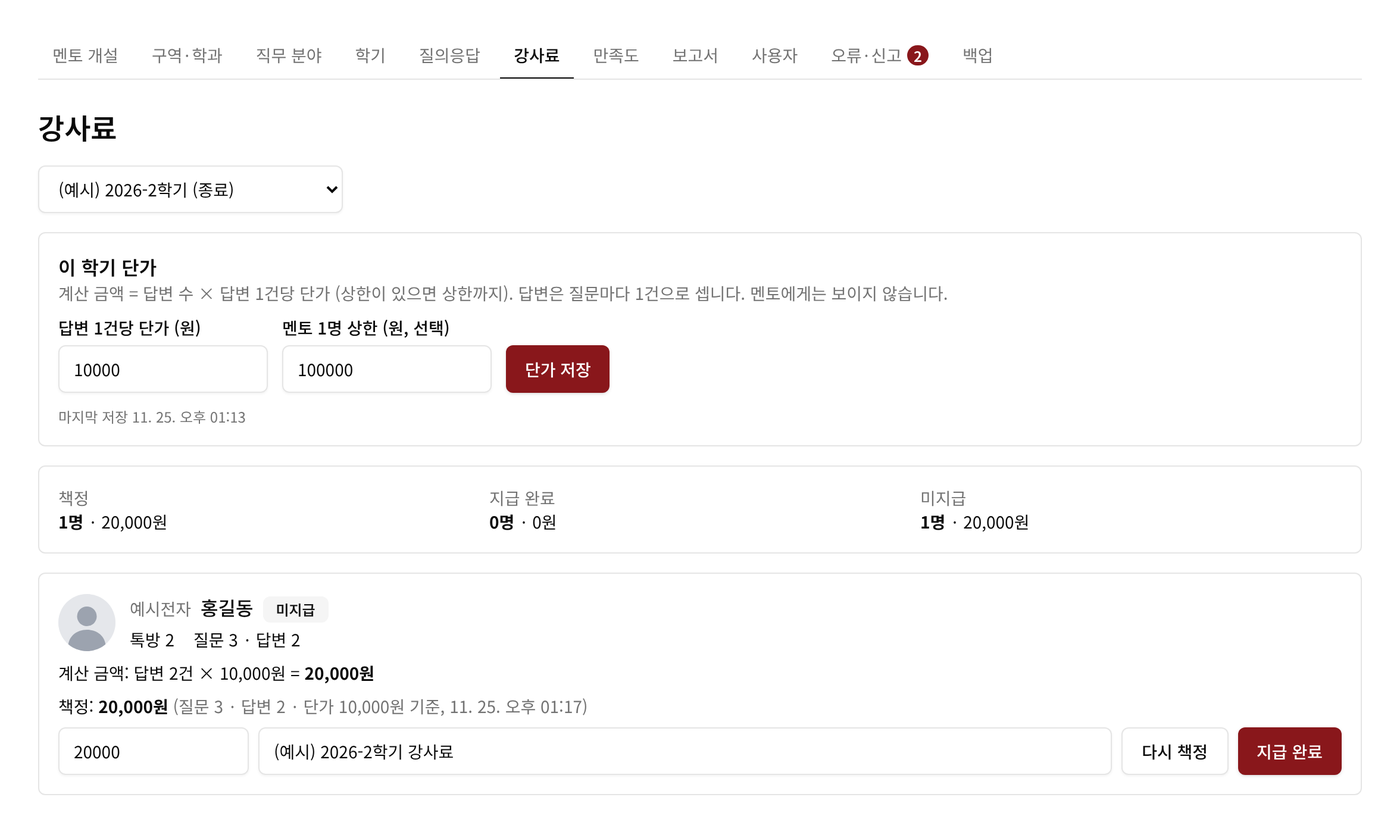 멘토 개설 구역·학과 직무 분야 학기 질의응답 강사료 만족도 보고서 사용자 오류·신고 2 백업
강사료
(예시) 2026-2학기 (종료)
이 학기 단가
계산 금액 = 답변 수 × 답변 1건당 단가 (상한이 있으면 상한까지). 답변은 질문마다 1건으로 셉니다. 멘토에게는 보이지 않습니다.
답변 1건당 단가 (원) 멘토 1명 상한 (원, 선택)
10000 100000 단가 저장
마지막 저장 11. 25. 오후 01:13
책정 지급 완료 미지급
1명 · 20,000원 0명 · 0원 1명 · 20,000원
예시전자 홍길동 미지급
톡방 2 질문 3 · 답변 2
계산 금액: 답변 2건 × 10,000원 = 20,000원
책정: 20,000원 (질문 3 · 답변 2 · 단가 10,000원 기준, 11. 25. 오후 01:17)
20000 (예시) 2026-2학기 강사료 다시 책정 지급 완료